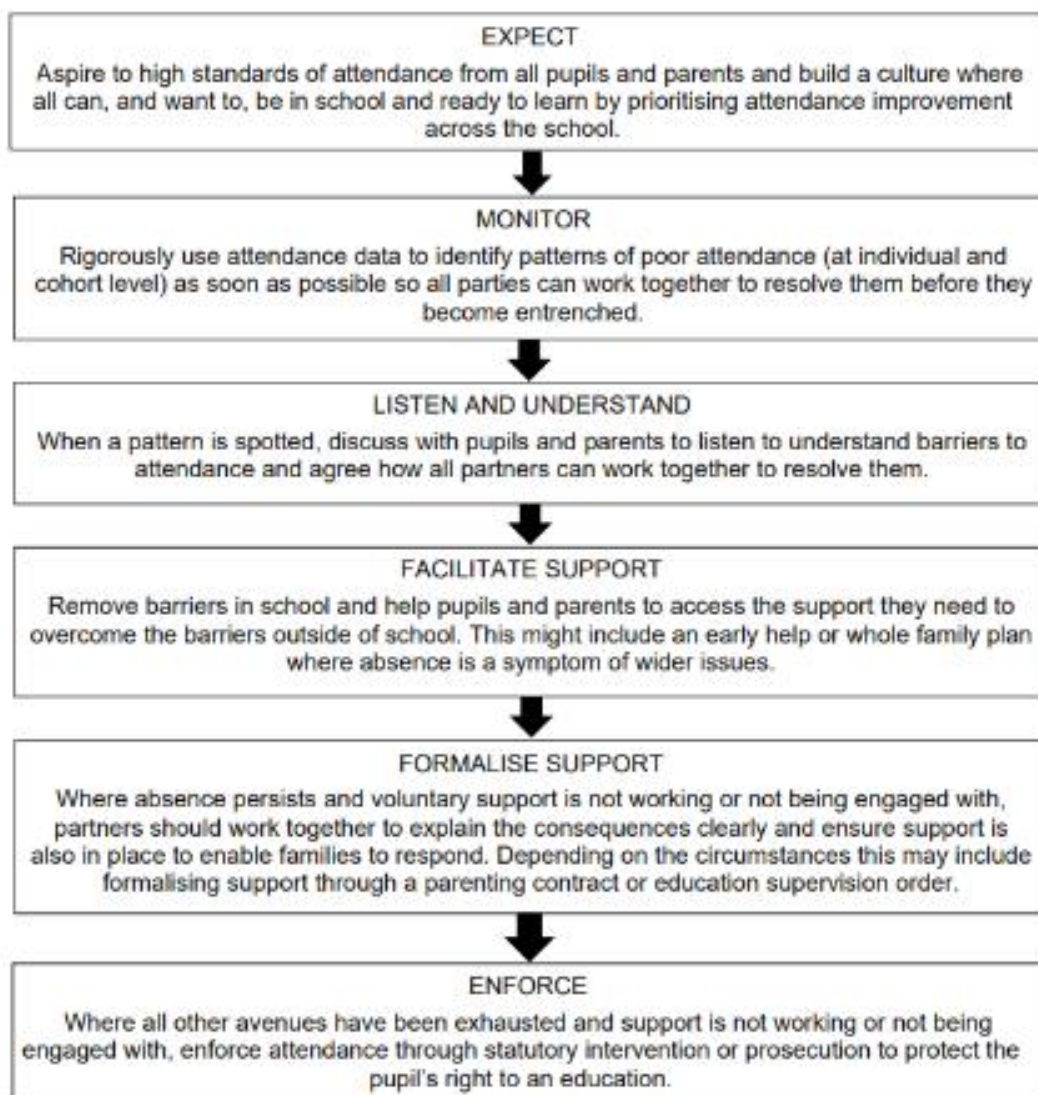 EXPECT
Aspire to high standards of attendance from all pupils and parents and build a culture where
all can, and want to, be in school and ready to learn by prioritising attendance improvement
across the school.
MONITOR
Rigorously use attendance data to identify patterns of poor attendance (at individual and
cohort level) as soon as possible so all parties can work together to resolve them before they
become entrenched.
LISTEN AND UNDERSTAND
When a pattern is spotted, discuss with pupils and parents to listen to understand barriers to
attendance and agree how all partners can work together to resolve them.
FACILITATE SUPPORT
Remove barriers in school and help pupils and parents to access the support they need to
overcome the barriers outside of school. This might include an early help or whole family plan
where absence is a symptom of wider issues.
FORMALISE SUPPORT
Where absence persists and voluntary support is not working or not being engaged with,
partners should work together to explain the consequences clearly and ensure support is
also in place to enable families to respond. Depending on the circumstances this may include
formalising support through a parenting contract or education supervision order.
ENFORCE
Where all other avenues have been exhausted and support is not working or not being
engaged with, enforce attendance through statutory intervention or prosecution to protect the
pupil's right to an education.